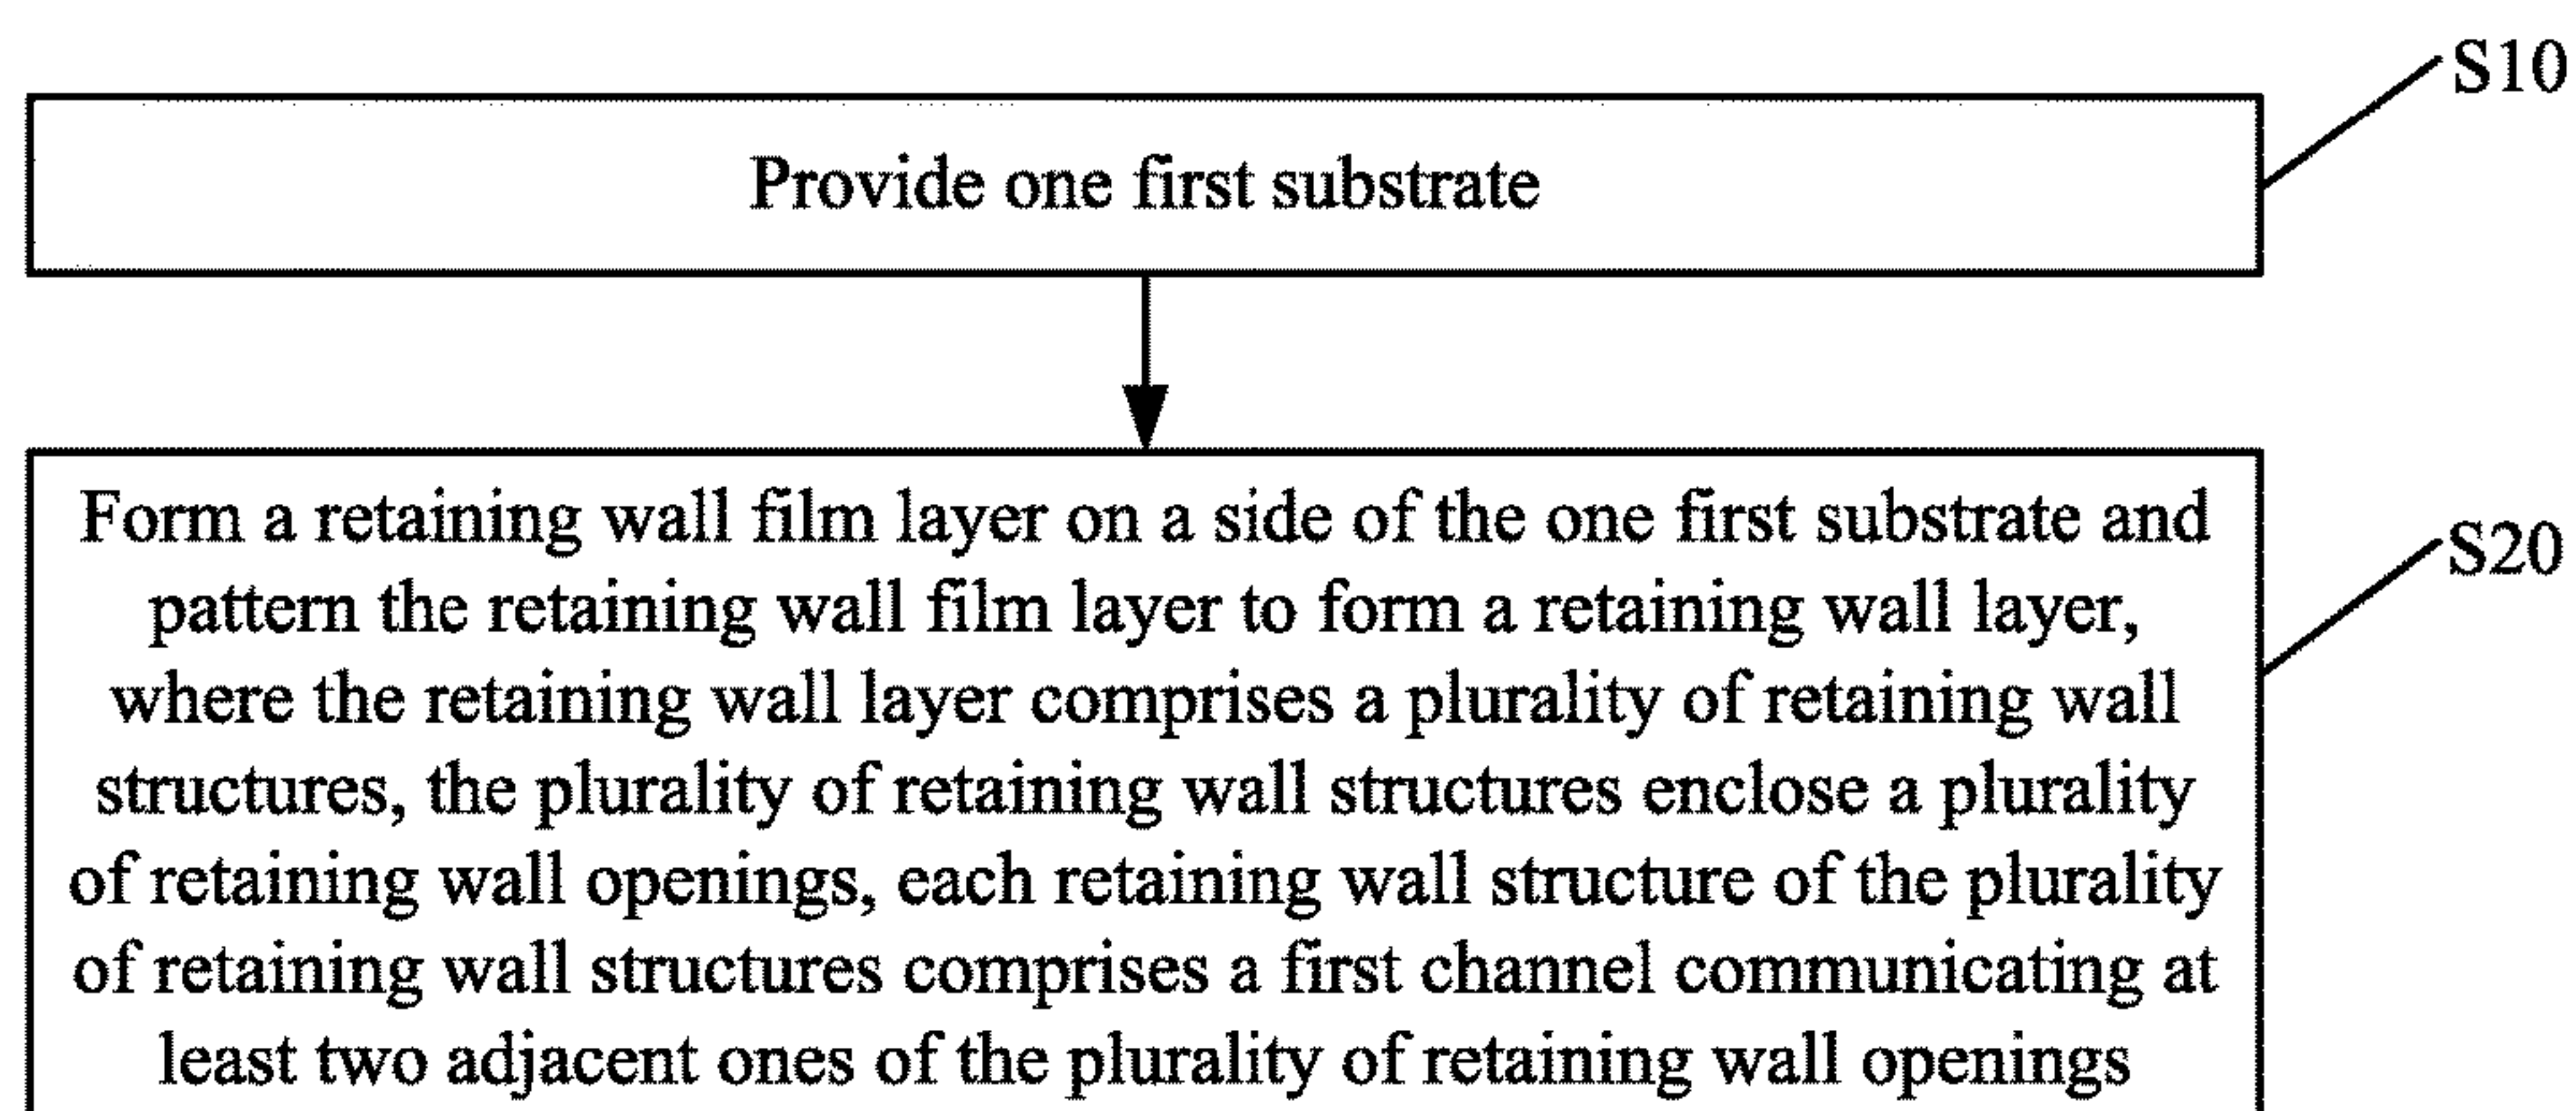 S10
Provide one first substrate
Form a retaining wall film layer on a side of the one first substrate and
pattern the retaining wall film layer to form a retaining wall layer,
where the retaining wall layer comprises a plurality of retaining wall
structures, the plurality of retaining wall structures enclose a plurality
of retaining wall openings, each retaining wall structure of the plurality
of retaining wall structures comprises a first channel communicating at
least two adjacent ones of the plurality of retaining wall openings
S20